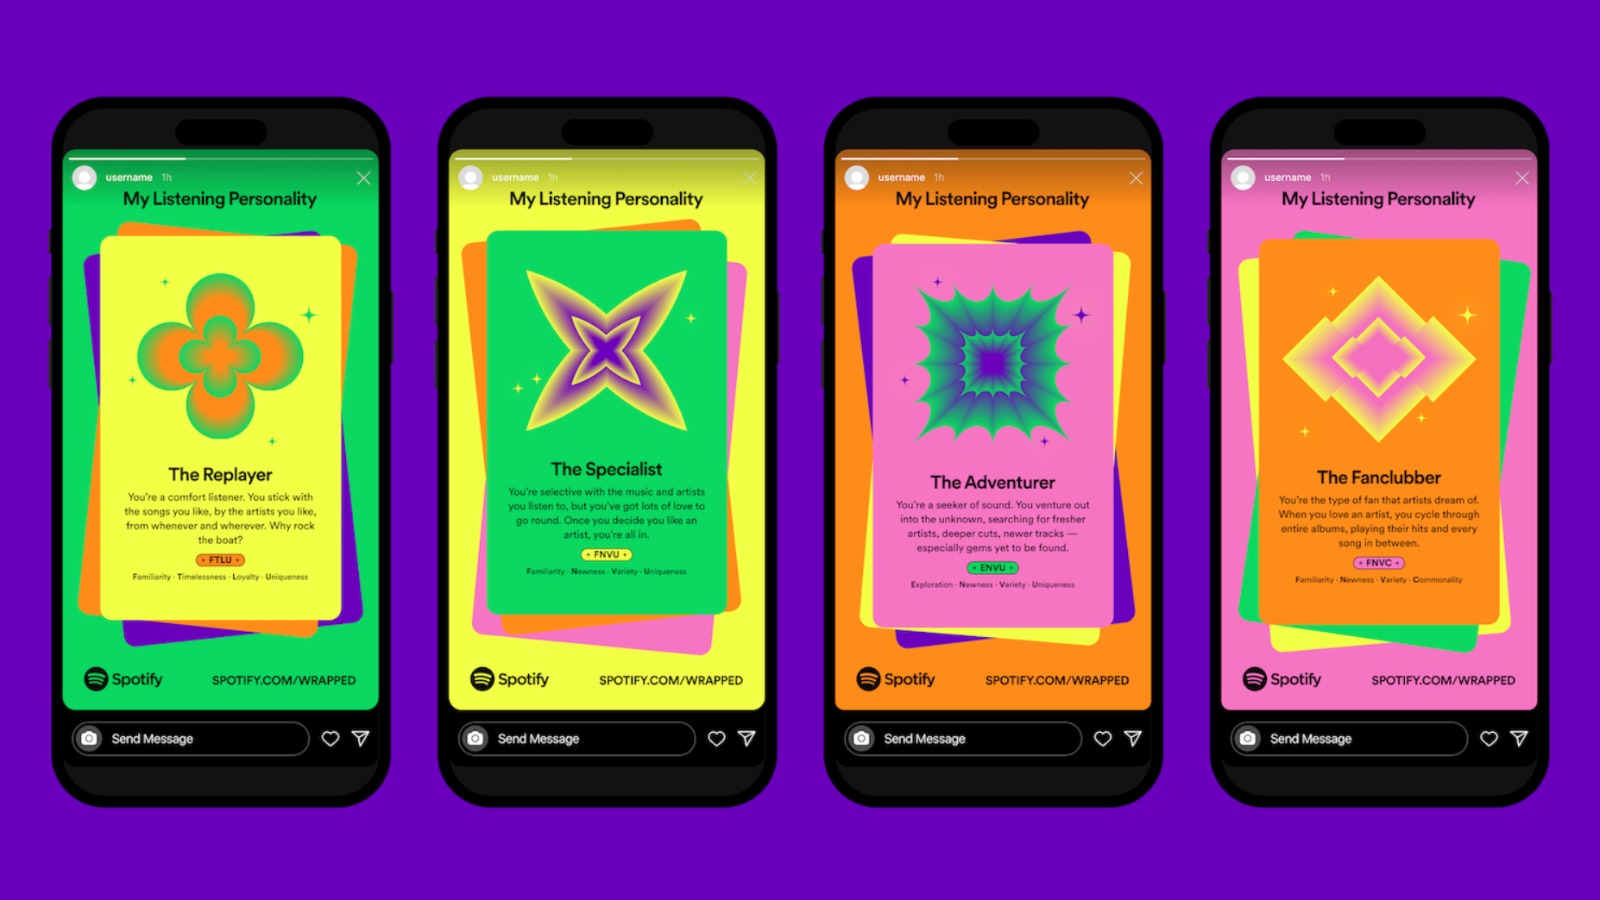 username 1h
My Listening Personality
The Replayer
You're a comfort listener. You stick with
the songs you like, by the artists you like,
from whenever and wherever. Why rock
the boat?
FTLU
Familiarity · Timelessness · Loyalty · Uniqueness
Spotify
SPOTIFY.COM/WRAPPED
Send Message
username 1h
My Listening Personality
The Specialist
You're selective with the music and artists
you listen to, but you've got lots of love to
go round. Once you decide you like an
artist, you're all in.
FNVU
Familiarity · Newness · Variety · Uniqueness
Spotify
SPOTIFY.COM/WRAPPED
Send Message
username 1h
My Listening Personality
The Adventurer
You're a seeker of sound. You venture out
into the unknown, searching for fresher
artists, deeper cuts, newer tracks —
especially gems yet to be found.
ENVU
Exploration · Newness · Variety · Uniqueness
Spotify
SPOTIFY.COM/WRAPPED
Send Message
username 1h
My Listening Personality
The Fanclubber
You're the type of fan that artists dream of.
When you love an artist, you cycle through
entire albums, playing their hits and every
song in between.
FNVC
Familiarity · Newness · Variety · Commonality
Spotify
SPOTIFY.COM/WRAPPED
Send Message